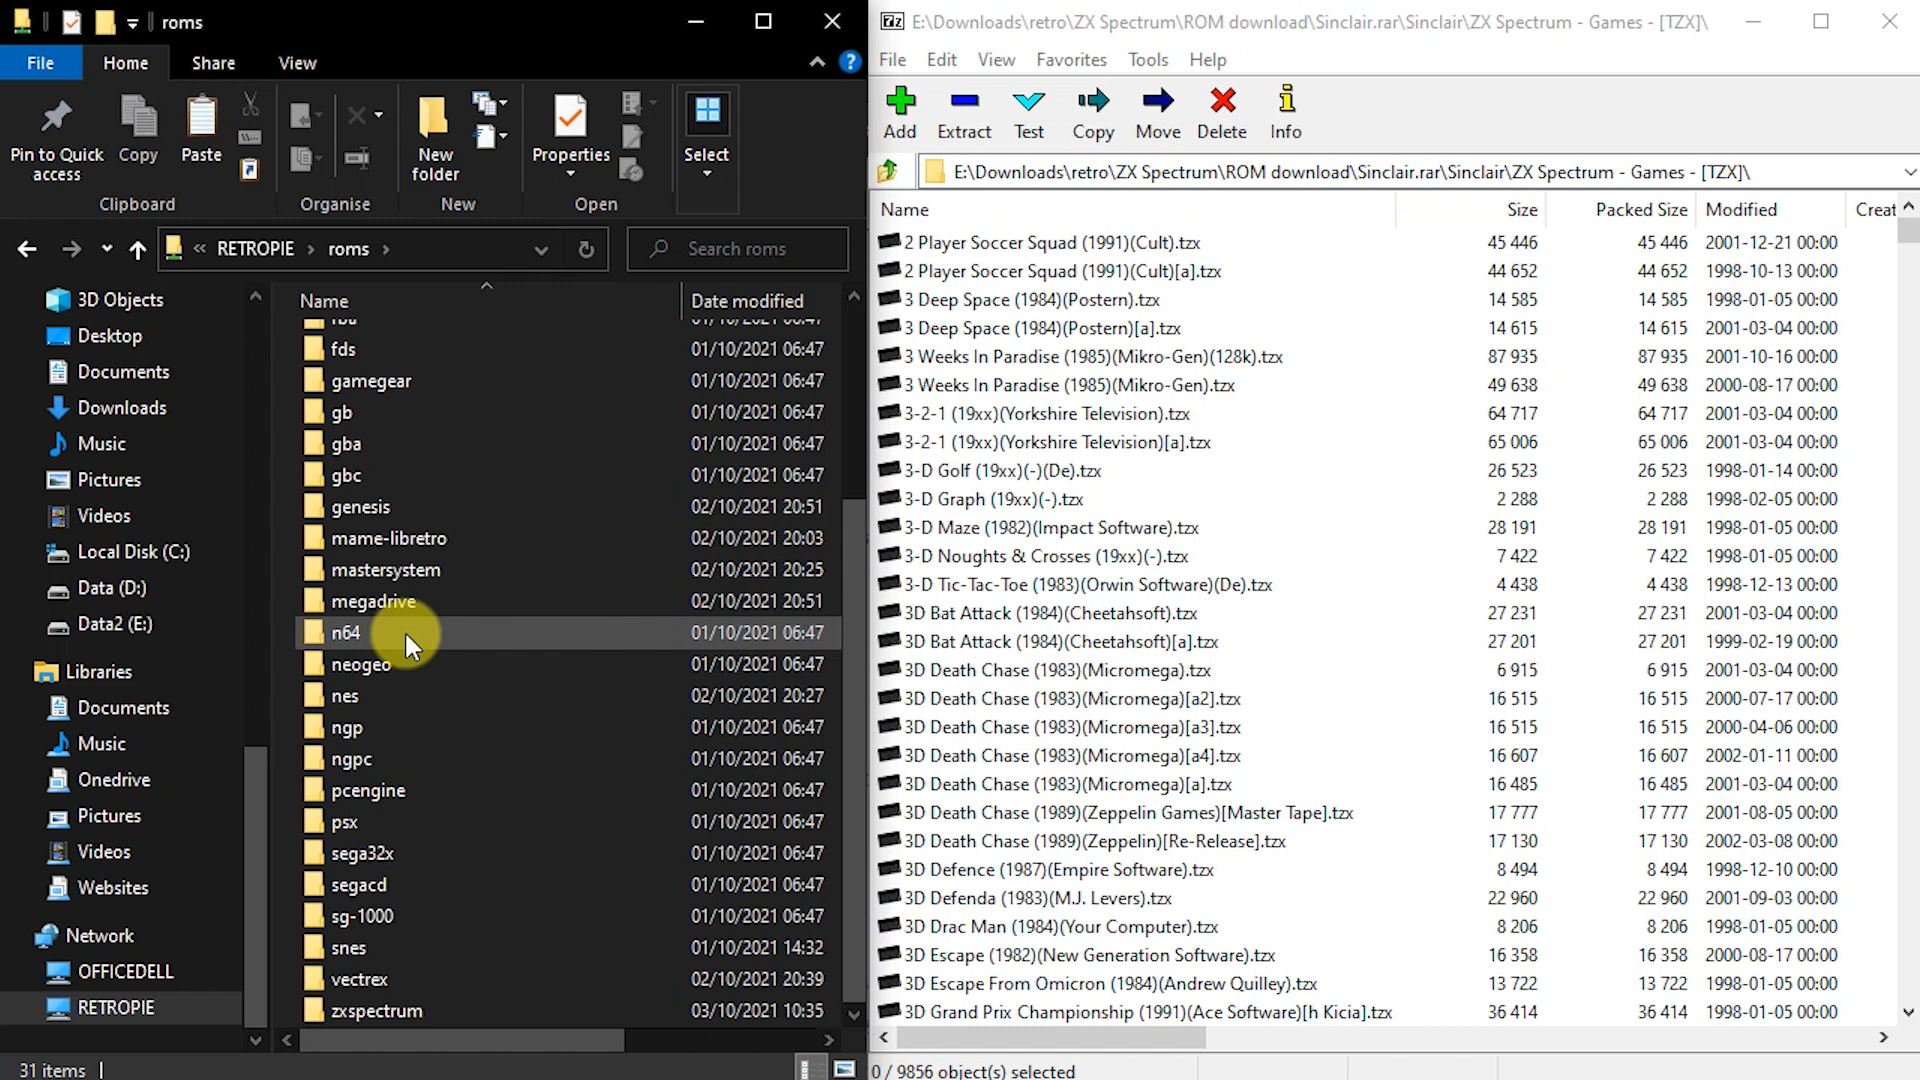 roms
File Home Share View
Pin to Quick access
Copy
Paste
New folder
Properties
Select
Clipboard Organise New Open
« RETROPIE › roms ›
Search roms
3D Objects
Desktop
Documents
Downloads
Music
Pictures
Videos
Local Disk (C:)
Data (D:)
Data2 (E:)
Libraries
Documents
Music
Onedrive
Pictures
Videos
Websites
Network
OFFICEDELL
RETROPIE
Name Date modified
fds 01/10/2021 06:47
gamegear 01/10/2021 06:47
gb 01/10/2021 06:47
gba 01/10/2021 06:47
gbc 01/10/2021 06:47
genesis 02/10/2021 20:51
mame-libretro 02/10/2021 20:03
mastersystem 02/10/2021 20:25
megadrive 02/10/2021 20:51
n64 01/10/2021 06:47
neogeo 01/10/2021 06:47
nes 02/10/2021 20:27
ngp 01/10/2021 06:47
ngpc 01/10/2021 06:47
pcengine 01/10/2021 06:47
psx 01/10/2021 06:47
sega32x 01/10/2021 06:47
segacd 01/10/2021 06:47
sg-1000 01/10/2021 06:47
snes 01/10/2021 14:32
vectrex 02/10/2021 20:39
zxspectrum 03/10/2021 10:35
31 items
7z E:\Downloads\retro\ZX Spectrum\ROM download\Sinclair.rar\Sinclair\ZX Spectrum - Games - [TZX]\
File Edit View Favorites Tools Help
Add Extract Test Copy Move Delete Info
E:\Downloads\retro\ZX Spectrum\ROM download\Sinclair.rar\Sinclair\ZX Spectrum - Games - [TZX]\
Name Size Packed Size Modified Creat
2 Player Soccer Squad (1991)(Cult).tzx 45 446 45 446 2001-12-21 00:00
2 Player Soccer Squad (1991)(Cult)[a].tzx 44 652 44 652 1998-10-13 00:00
3 Deep Space (1984)(Postern).tzx 14 585 14 585 1998-01-05 00:00
3 Deep Space (1984)(Postern)[a].tzx 14 615 14 615 2001-03-04 00:00
3 Weeks In Paradise (1985)(Mikro-Gen)(128k).tzx 87 935 87 935 2001-10-16 00:00
3 Weeks In Paradise (1985)(Mikro-Gen).tzx 49 638 49 638 2000-08-17 00:00
3-2-1 (19xx)(Yorkshire Television).tzx 64 717 64 717 2001-03-04 00:00
3-2-1 (19xx)(Yorkshire Television)[a].tzx 65 006 65 006 2001-03-04 00:00
3-D Golf (19xx)(-)(De).tzx 26 523 26 523 1998-01-14 00:00
3-D Graph (19xx)(-).tzx 2 288 2 288 1998-02-05 00:00
3-D Maze (1982)(Impact Software).tzx 28 191 28 191 1998-01-05 00:00
3-D Noughts & Crosses (19xx)(-).tzx 7 422 7 422 1998-01-05 00:00
3-D Tic-Tac-Toe (1983)(Orwin Software)(De).tzx 4 438 4 438 1998-12-13 00:00
3D Bat Attack (1984)(Cheetahsoft).tzx 27 231 27 231 2001-03-04 00:00
3D Bat Attack (1984)(Cheetahsoft)[a].tzx 27 201 27 201 1999-02-19 00:00
3D Death Chase (1983)(Micromega).tzx 6 915 6 915 2001-03-04 00:00
3D Death Chase (1983)(Micromega)[a2].tzx 16 515 16 515 2000-07-17 00:00
3D Death Chase (1983)(Micromega)[a3].tzx 16 515 16 515 2000-04-06 00:00
3D Death Chase (1983)(Micromega)[a4].tzx 16 607 16 607 2002-01-11 00:00
3D Death Chase (1983)(Micromega)[a].tzx 16 485 16 485 2001-03-04 00:00
3D Death Chase (1989)(Zeppelin Games)[Master Tape].tzx 17 777 17 777 2001-08-05 00:00
3D Death Chase (1989)(Zeppelin)[Re-Release].tzx 17 130 17 130 2002-03-08 00:00
3D Defence (1987)(Empire Software).tzx 8 494 8 494 1998-12-10 00:00
3D Defenda (1983)(M.J. Levers).tzx 22 960 22 960 2001-09-03 00:00
3D Drac Man (1984)(Your Computer).tzx 8 206 8 206 1998-01-05 00:00
3D Escape (1982)(New Generation Software).tzx 16 358 16 358 2000-08-17 00:00
3D Escape From Omicron (1984)(Andrew Quilley).tzx 13 722 13 722 1998-01-05 00:00
3D Grand Prix Championship (1991)(Ace Software)[h Kicia].tzx 36 414 36 414 1998-01-05 00:00
0 / 9856 object(s) selected